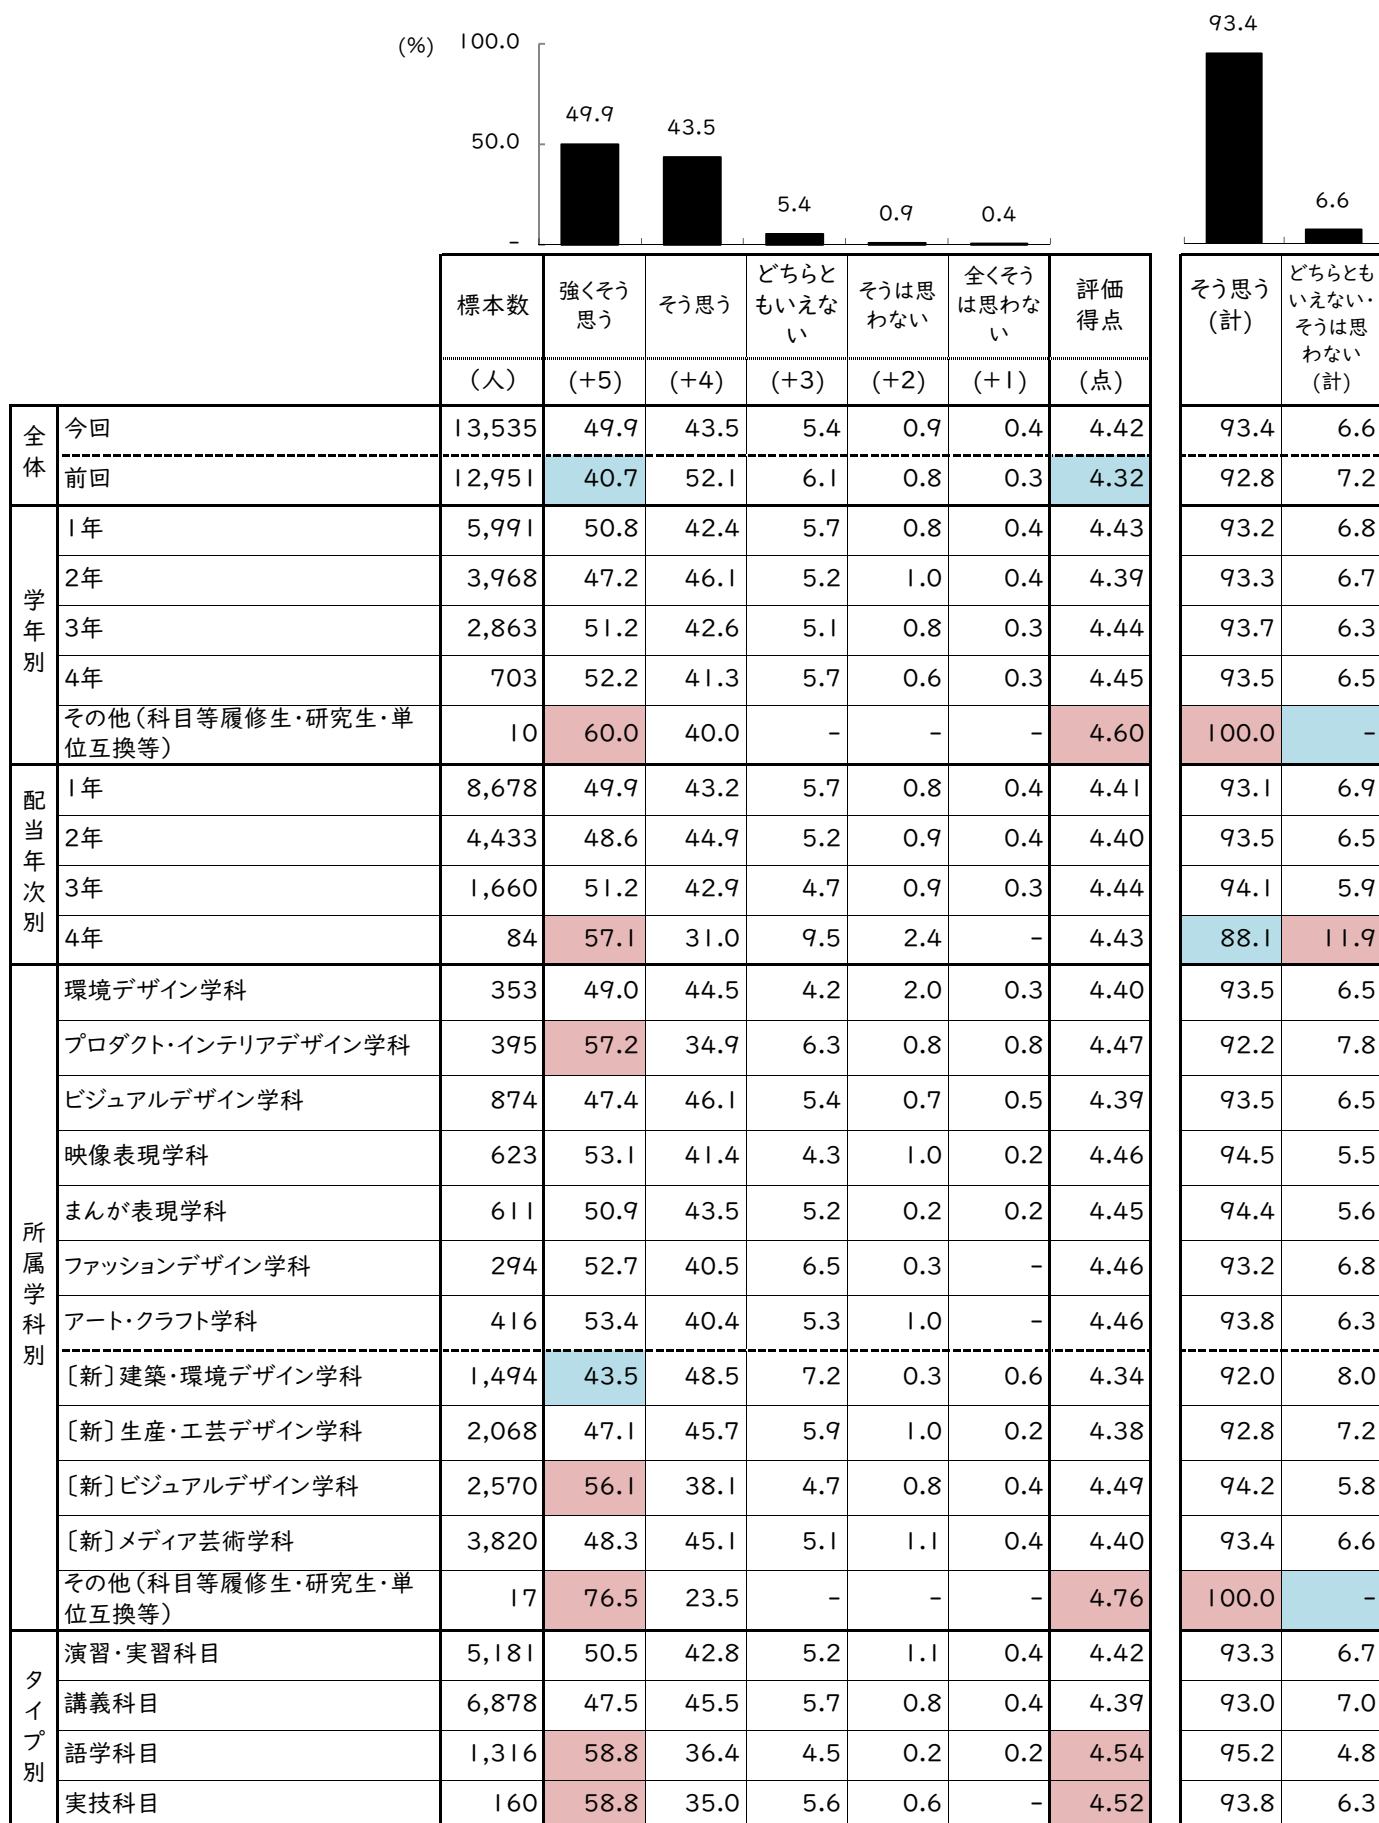 93.4
(%) 100.0
49.9
43.5
50.0
5.4
0.9
0.4
6.6
-
標本数 強くそう思う そう思う どちらともいえない そうは思わない 全くそうは思わない 評価得点 そう思う(計) どちらともいえない・そうは思わない(計)
(人) (+5) (+4) (+3) (+2) (+1) (点)
全体
今回 13,535 49.9 43.5 5.4 0.9 0.4 4.42 93.4 6.6
前回 12,951 40.7 52.1 6.1 0.8 0.3 4.32 92.8 7.2
学年別
1年 5,991 50.8 42.4 5.7 0.8 0.4 4.43 93.2 6.8
2年 3,968 47.2 46.1 5.2 1.0 0.4 4.39 93.3 6.7
3年 2,863 51.2 42.6 5.1 0.8 0.3 4.44 93.7 6.3
4年 703 52.2 41.3 5.7 0.6 0.3 4.45 93.5 6.5
その他(科目等履修生・研究生・単位互換等) 10 60.0 40.0 - - - 4.60 100.0 -
配当年次別
1年 8,678 49.9 43.2 5.7 0.8 0.4 4.41 93.1 6.9
2年 4,433 48.6 44.9 5.2 0.9 0.4 4.40 93.5 6.5
3年 1,660 51.2 42.9 4.7 0.9 0.3 4.44 94.1 5.9
4年 84 57.1 31.0 9.5 2.4 - 4.43 88.1 11.9
所属学科別
環境デザイン学科 353 49.0 44.5 4.2 2.0 0.3 4.40 93.5 6.5
プロダクト・インテリアデザイン学科 395 57.2 34.9 6.3 0.8 0.8 4.47 92.2 7.8
ビジュアルデザイン学科 874 47.4 46.1 5.4 0.7 0.5 4.39 93.5 6.5
映像表現学科 623 53.1 41.4 4.3 1.0 0.2 4.46 94.5 5.5
まんが表現学科 611 50.9 43.5 5.2 0.2 0.2 4.45 94.4 5.6
ファッションデザイン学科 294 52.7 40.5 6.5 0.3 - 4.46 93.2 6.8
アート・クラフト学科 416 53.4 40.4 5.3 1.0 - 4.46 93.8 6.3
〔新〕建築・環境デザイン学科 1,494 43.5 48.5 7.2 0.3 0.6 4.34 92.0 8.0
〔新〕生産・工芸デザイン学科 2,068 47.1 45.7 5.9 1.0 0.2 4.38 92.8 7.2
〔新〕ビジュアルデザイン学科 2,570 56.1 38.1 4.7 0.8 0.4 4.49 94.2 5.8
〔新〕メディア芸術学科 3,820 48.3 45.1 5.1 1.1 0.4 4.40 93.4 6.6
その他(科目等履修生・研究生・単位互換等) 17 76.5 23.5 - - - 4.76 100.0 -
タイプ別
演習・実習科目 5,181 50.5 42.8 5.2 1.1 0.4 4.42 93.3 6.7
講義科目 6,878 47.5 45.5 5.7 0.8 0.4 4.39 93.0 7.0
語学科目 1,316 58.8 36.4 4.5 0.2 0.2 4.54 95.2 4.8
実技科目 160 58.8 35.0 5.6 0.6 - 4.52 93.8 6.3